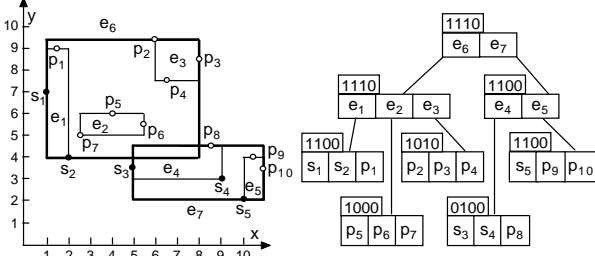 y
10
9
8
7
6
5
4
3
2
1
1 2 3 4 5 6 7 8 9 10
x
e6
p1
p2
e3
p3
p4
s1
e1
p5
e2
p6
p7
s2
p8
s3
e4
s4
p9
p10
e5
s5
e7
1110
e6 e7
1110
e1 e2 e3
1100
e4 e5
1100
s1 s2 p1
1010
p2 p3 p4
1100
s5 p9 p10
1000
p5 p6 p7
0100
s3 s4 p8